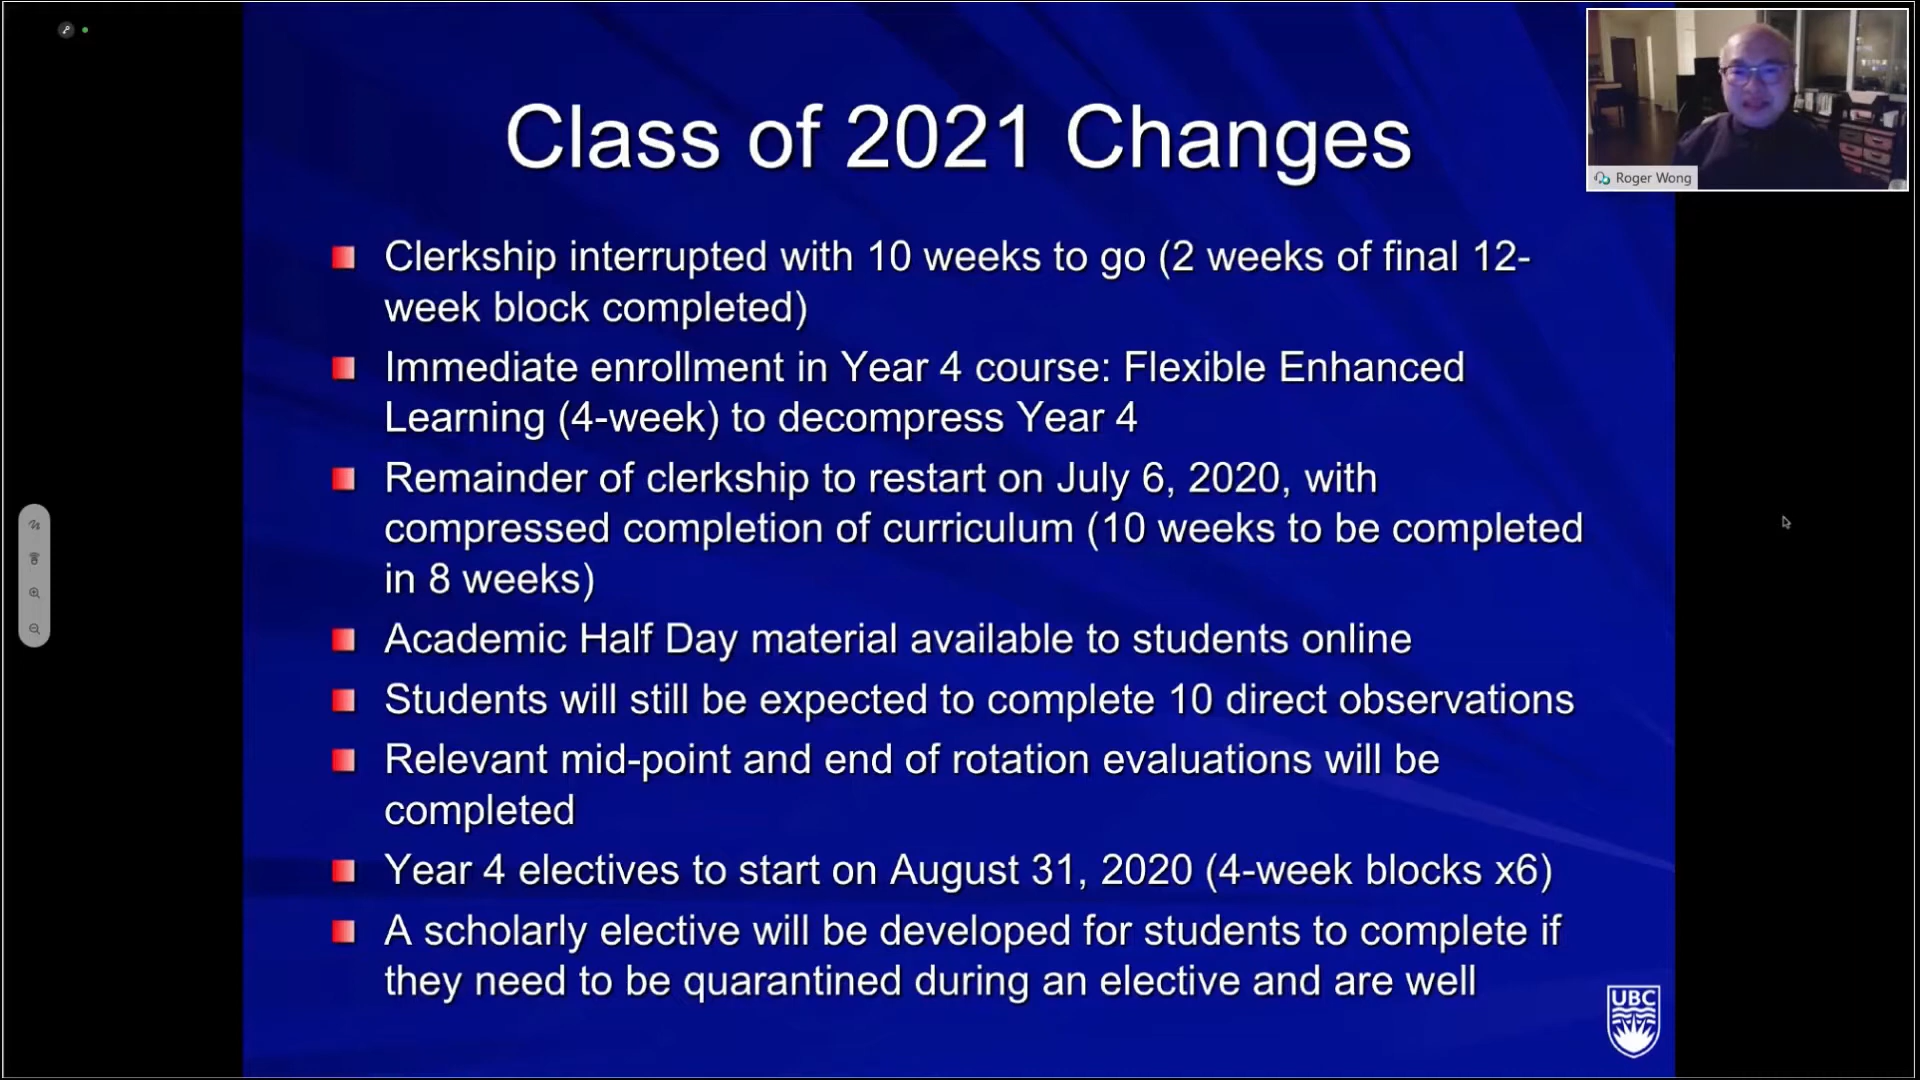 Class of 2021 Changes
Roger Wong
Clerkship interrupted with 10 weeks to go (2 weeks of final 12-
week block completed)
Immediate enrollment in Year 4 course: Flexible Enhanced
Learning (4-week) to decompress Year 4
Remainder of clerkship to restart on July 6, 2020, with
compressed completion of curriculum (10 weeks to be completed
in 8 weeks)
Academic Half Day material available to students online
Students will still be expected to complete 10 direct observations
Relevant mid-point and end of rotation evaluations will be
completed
Year 4 electives to start on August 31, 2020 (4-week blocks x6)
A scholarly elective will be developed for students to complete if
they need to be quarantined during an elective and are well
UBC